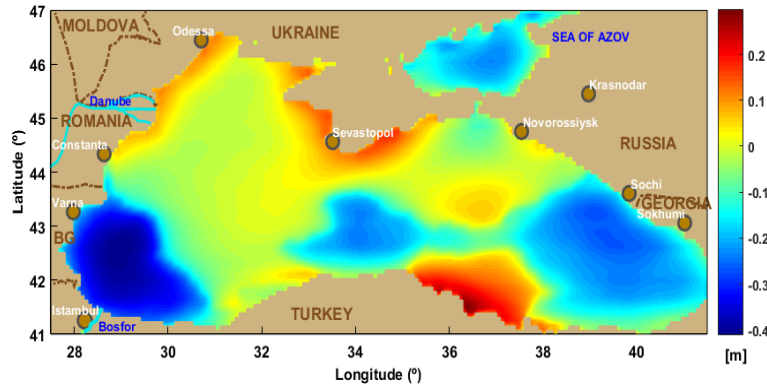 47
46
45
44
43
42
41
Latitude (º)
MOLDOVA
Odessa
UKRAINE
SEA OF AZOV
Krasnodar
Danube
ROMANIA
Constanta
Sevastopol
Novorossiysk
RUSSIA
Varna
Sochi
GEORGIA
Sokhumi
BG
Istambul
Bosfor
TURKEY
28
30
32
34
36
38
40
Longitude (º)
0.2
0.1
0
-0.1
-0.2
-0.3
-0.4
[m]